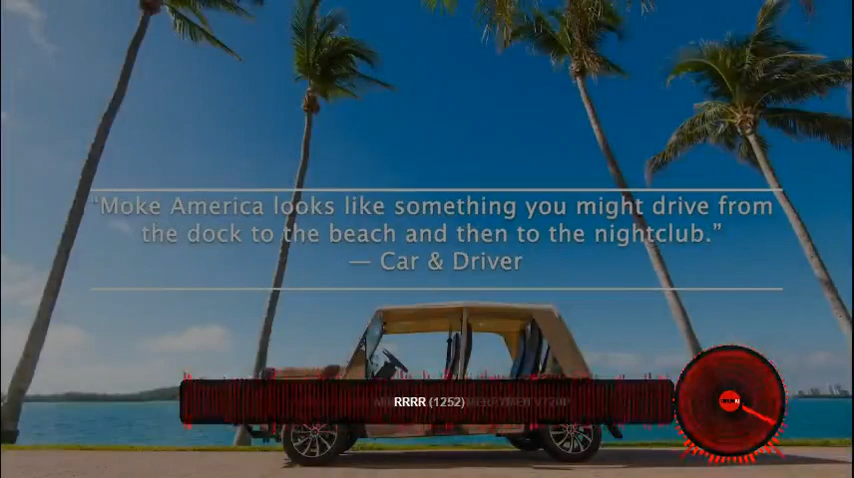 “Moke America looks like something you might drive from
the dock to the beach and then to the nightclub.”
— Car & Driver
RRRR (1252)